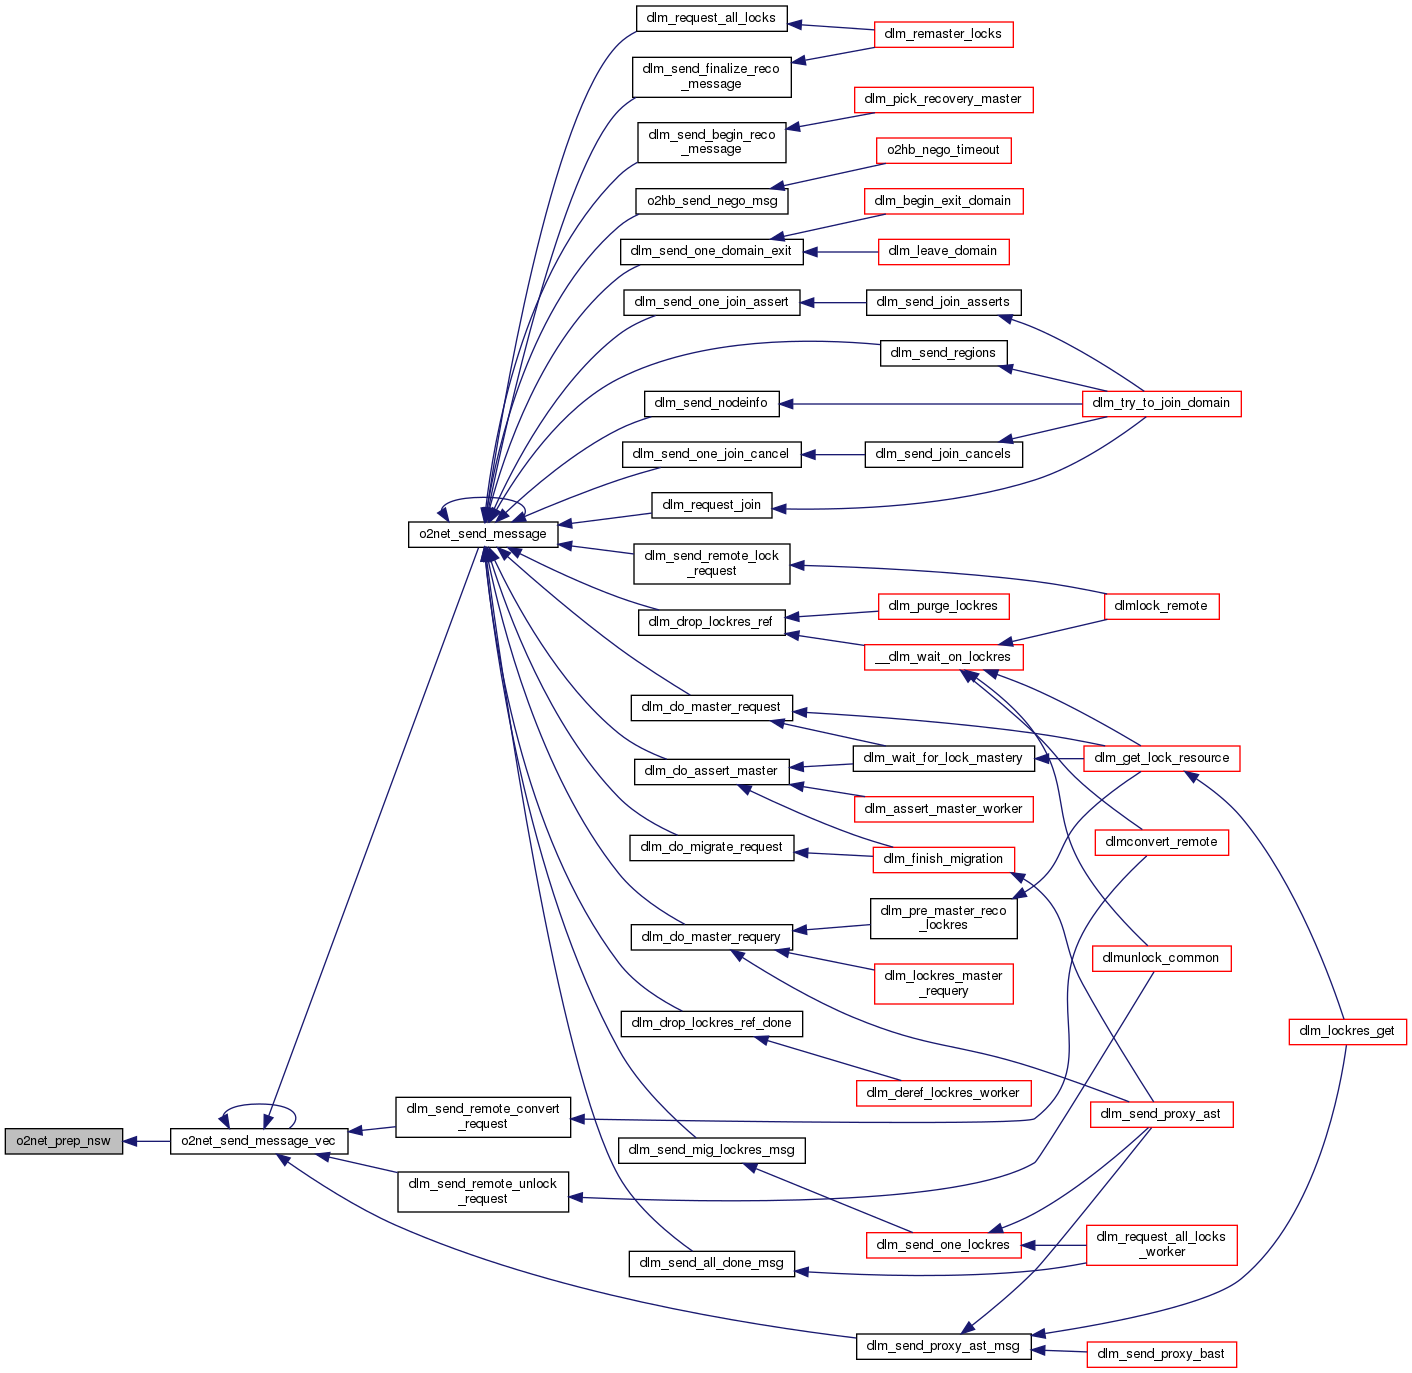 dlm_request_all_locks
dlm_remaster_locks
dlm_send_finalize_reco
_message
dlm_pick_recovery_master
dlm_send_begin_reco
_message
o2hb_nego_timeout
o2hb_send_nego_msg
dlm_begin_exit_domain
dlm_send_one_domain_exit
dlm_leave_domain
dlm_send_one_join_assert
dlm_send_join_asserts
dlm_send_regions
dlm_send_nodeinfo
dlm_try_to_join_domain
dlm_send_one_join_cancel
dlm_send_join_cancels
dlm_request_join
o2net_send_message
dlm_send_remote_lock
_request
dlm_purge_lockres
dlmlock_remote
dlm_drop_lockres_ref
__dlm_wait_on_lockres
dlm_do_master_request
dlm_wait_for_lock_mastery
dlm_get_lock_resource
dlm_do_assert_master
dlm_assert_master_worker
dlmconvert_remote
dlm_do_migrate_request
dlm_finish_migration
dlm_pre_master_reco
_lockres
dlm_do_master_requery
dlmunlock_common
dlm_lockres_master
_requery
dlm_drop_lockres_ref_done
dlm_lockres_get
dlm_deref_lockres_worker
dlm_send_remote_convert
_request
dlm_send_proxy_ast
o2net_prep_nsw
o2net_send_message_vec
dlm_send_mig_lockres_msg
dlm_send_remote_unlock
_request
dlm_send_one_lockres
dlm_request_all_locks
_worker
dlm_send_all_done_msg
dlm_send_proxy_ast_msg
dlm_send_proxy_bast